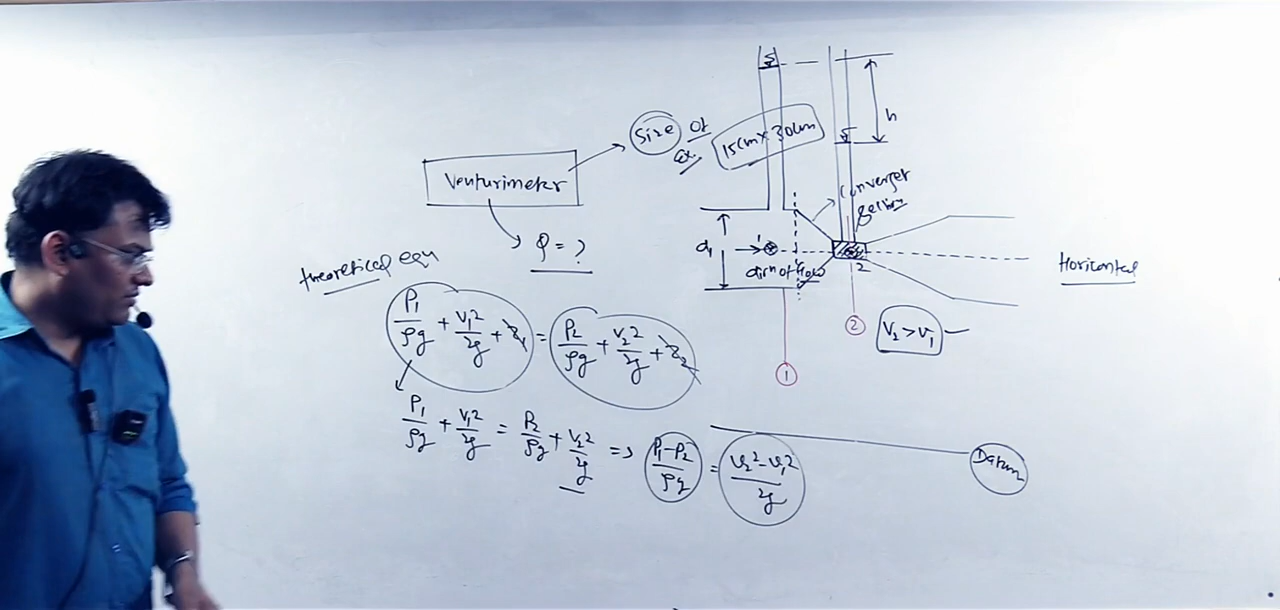 Size of
15cm x 30cm
h
Venturimeter
Q = ?
converger
d₁
1
dirn of flow
2
Horizontal
theoretical equ
P₁/ρg + V₁²/2g + Z₁ = P₂/ρg + V₂²/2g + Z₂
②
V₂ > V₁
①
P₁/ρg + V₁²/2g = P₂/ρg + V₂²/2g => P₁-P₂/ρg = V₂²-V₁²/2g
Datum